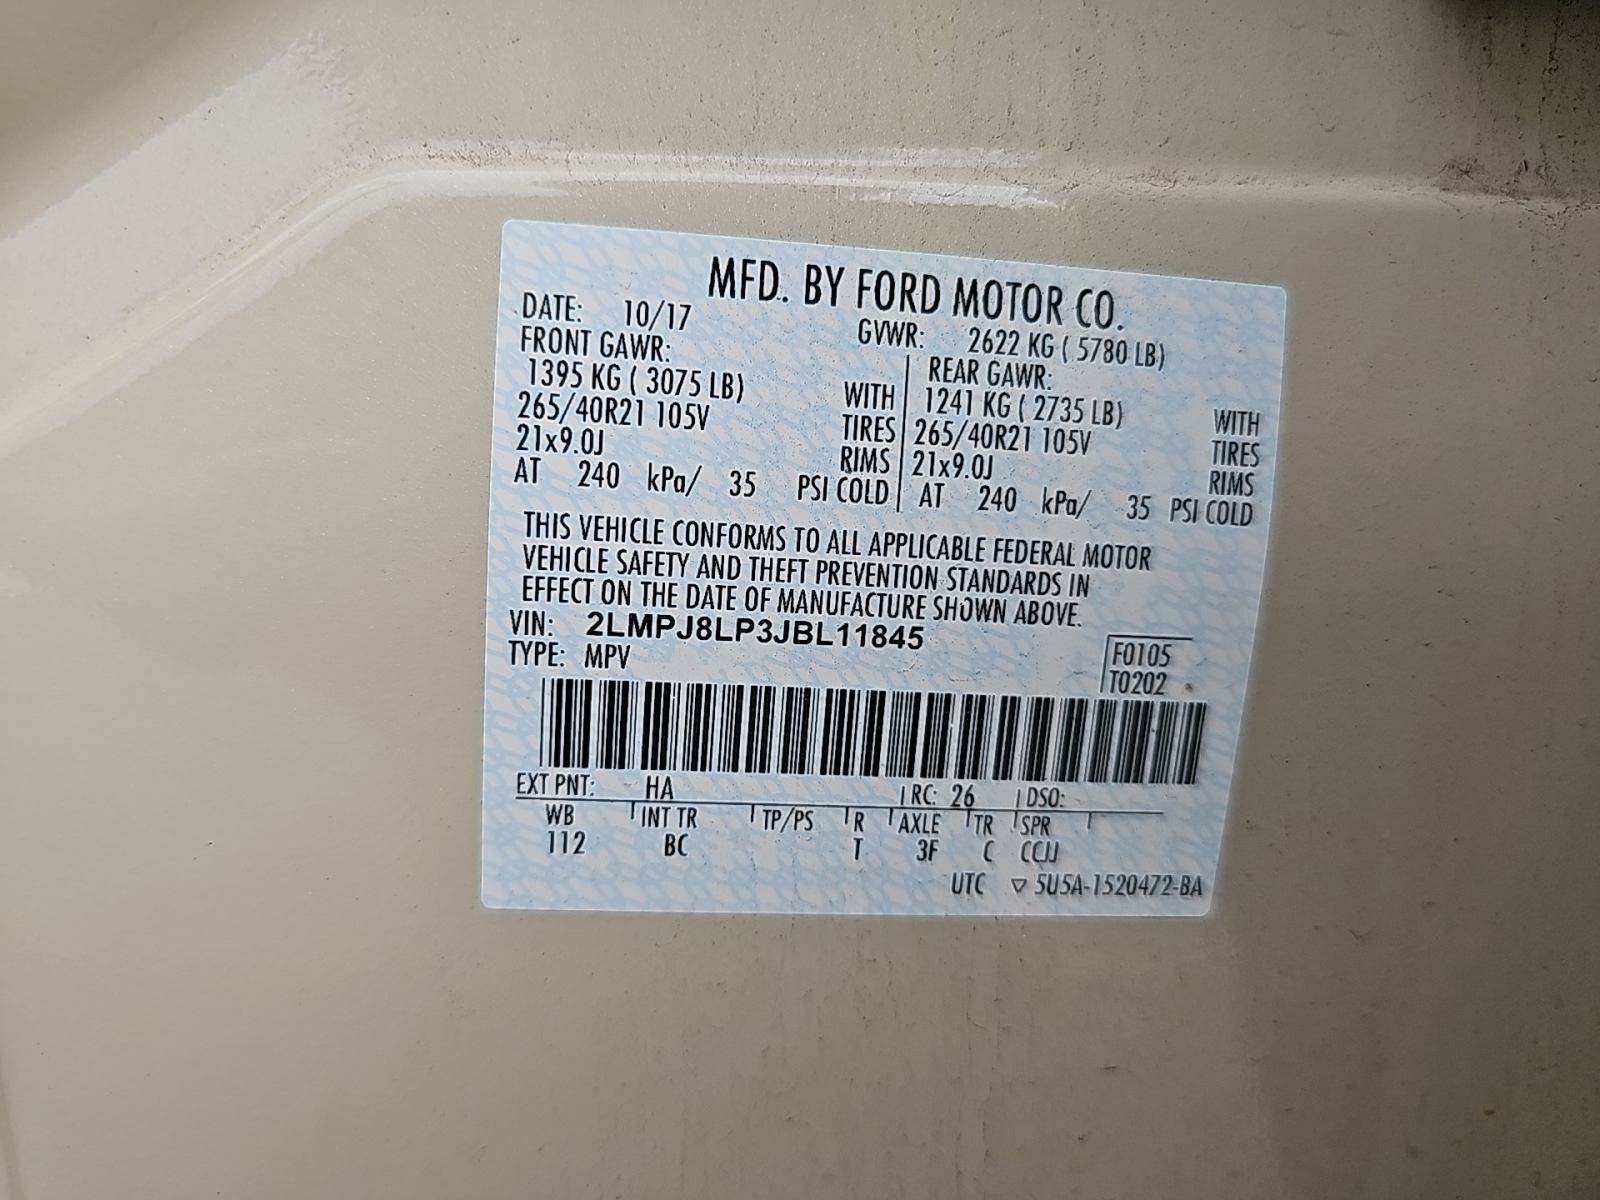 MFD. BY FORD MOTOR CO.
DATE: 10/17 GVWR: 2622 KG ( 5780 LB)
FRONT GAWR: REAR GAWR:
1395 KG ( 3075 LB) WITH 1241 KG ( 2735 LB) WITH
265/40R21 105V TIRES 265/40R21 105V TIRES
21x9.0J RIMS 21x9.0J RIMS
AT 240 kPa/ 35 PSI COLD AT 240 kPa/ 35 PSI COLD
THIS VEHICLE CONFORMS TO ALL APPLICABLE FEDERAL MOTOR
VEHICLE SAFETY AND THEFT PREVENTION STANDARDS IN
EFFECT ON THE DATE OF MANUFACTURE SHOWN ABOVE.
VIN: 2LMPJ8LP3JBL11845
TYPE: MPV F0105
T0202
EXT PNT: HA RC: 26 DSO:
WB INT TR TP/PS R AXLE TR SPR
112 BC T 3F C CCJJ
UTC ▽ 5U5A-1520472-BA